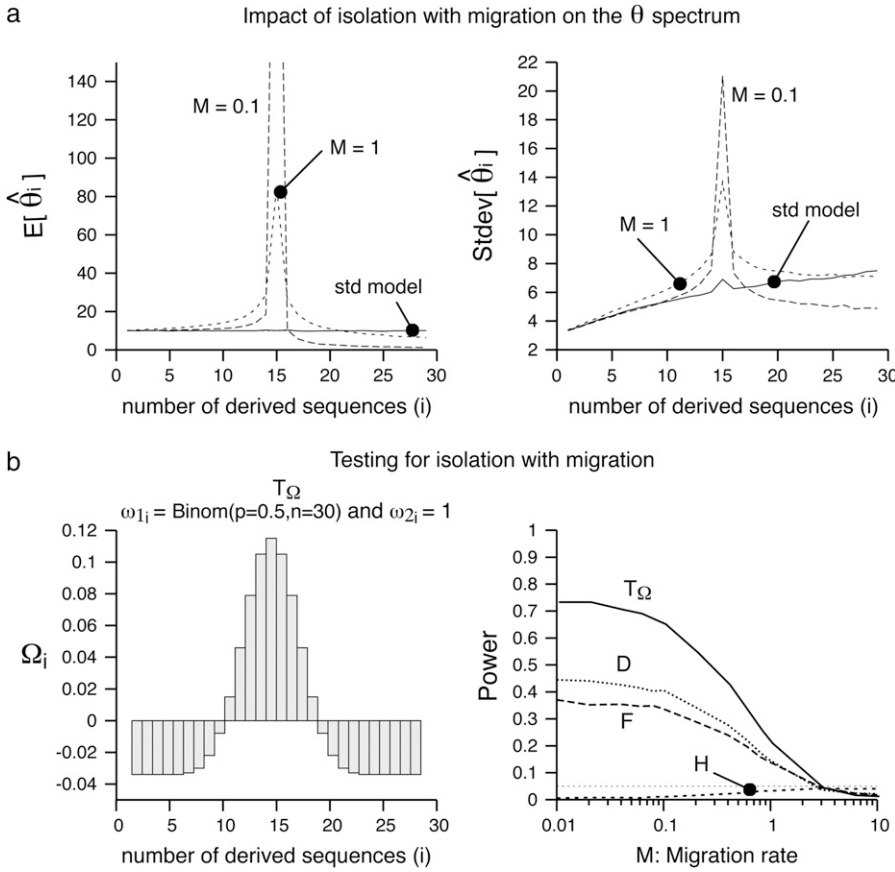 a
Impact of isolation with migration on the θ spectrum
140
120
100
80
60
40
20
0
E[ θ̂i ]
M = 0.1
M = 1
std model
0 5 10 15 20 25 30
number of derived sequences (i)
22
20
18
16
14
12
10
8
6
4
2
Stdev[ θ̂i ]
M = 0.1
M = 1
std model
0 5 10 15 20 25 30
number of derived sequences (i)
b
Testing for isolation with migration
TΩ
ω1i = Binom(p=0.5,n=30) and ω2i = 1
0.12
0.1
0.08
0.06
0.04
0.02
0
-0.02
-0.04
Ωi
0 5 10 15 20 25 30
number of derived sequences (i)
1
0.9
0.8
0.7
0.6
0.5
0.4
0.3
0.2
0.1
0
Power
TΩ
D
F
H
0.01 0.1 1 10
M: Migration rate